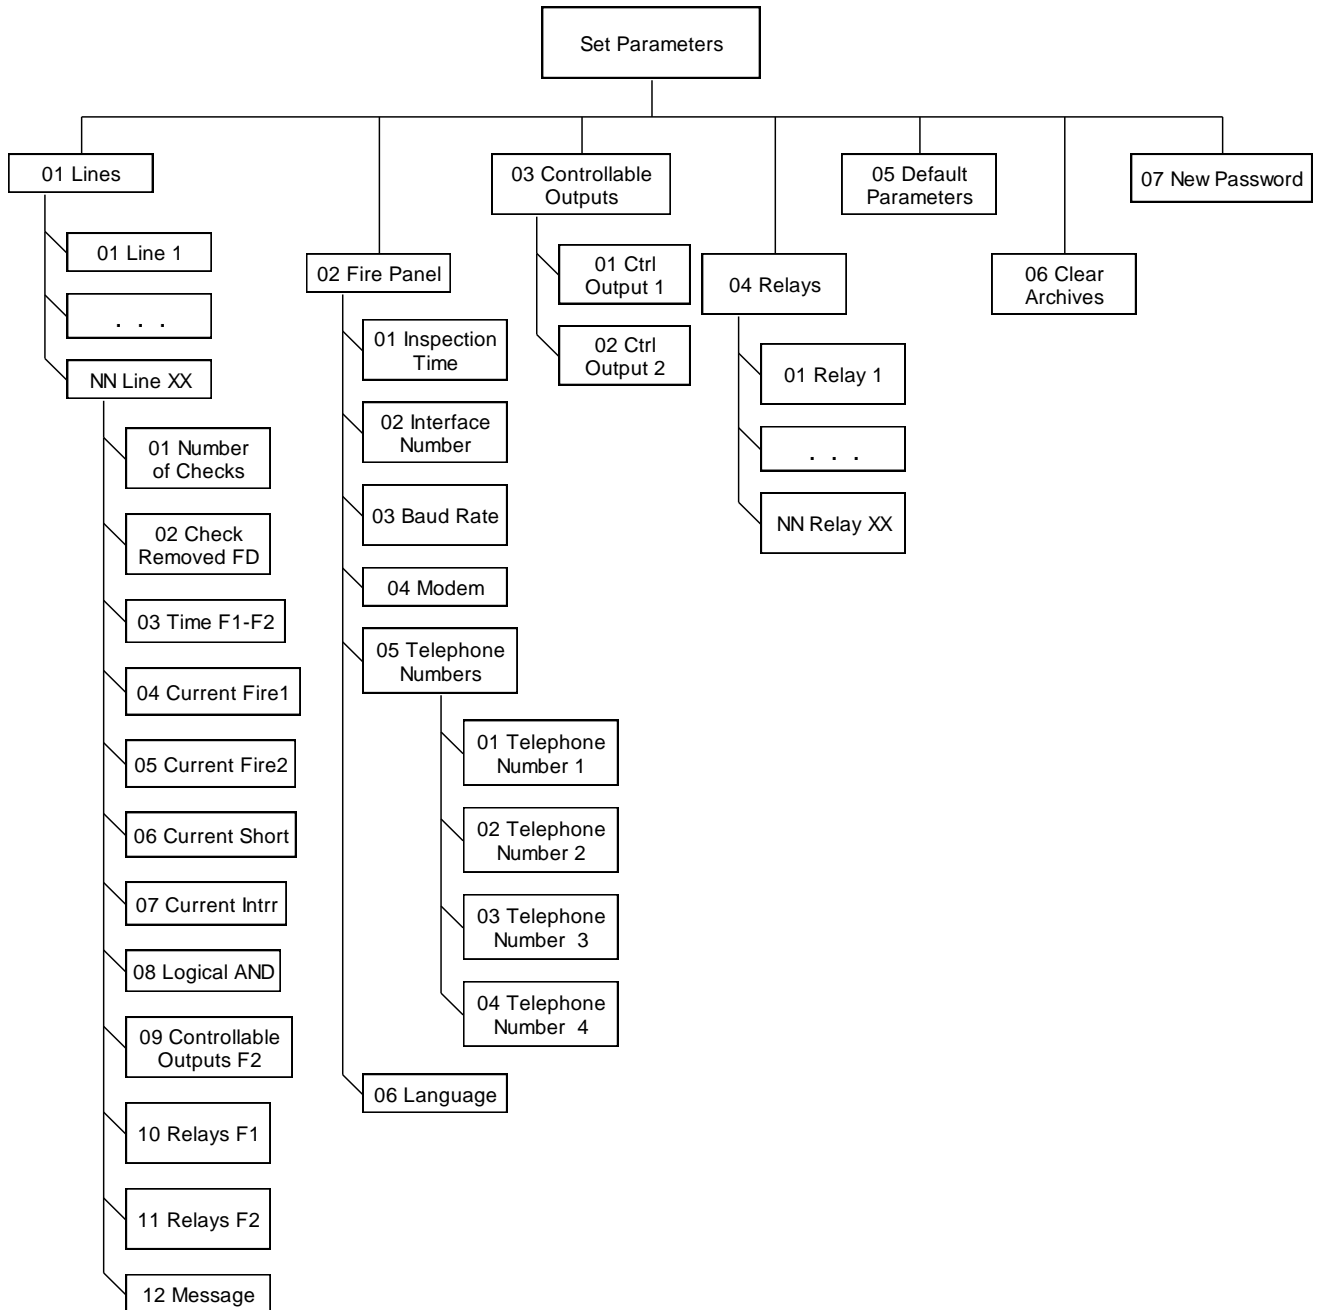 Set Parameters
01 Lines
01 Line 1
. . .
NN Line XX
01 Number
of Checks
02 Check
Removed FD
03 Time F1-F2
04 Current Fire1
05 Current Fire2
06 Current Short
07 Current Intrr
08 Logical AND
09 Controllable
Outputs F2
10 Relays F1
11 Relays F2
12 Message
02 Fire Panel
01 Inspection
Time
02 Interface
Number
03 Baud Rate
04 Modem
05 Telephone
Numbers
01 Telephone
Number 1
02 Telephone
Number 2
03 Telephone
Number 3
04 Telephone
Number 4
06 Language
03 Controllable
Outputs
01 Ctrl
Output 1
02 Ctrl
Output 2
04 Relays
01 Relay 1
. . .
NN Relay XX
05 Default
Parameters
06 Clear
Archives
07 New Password